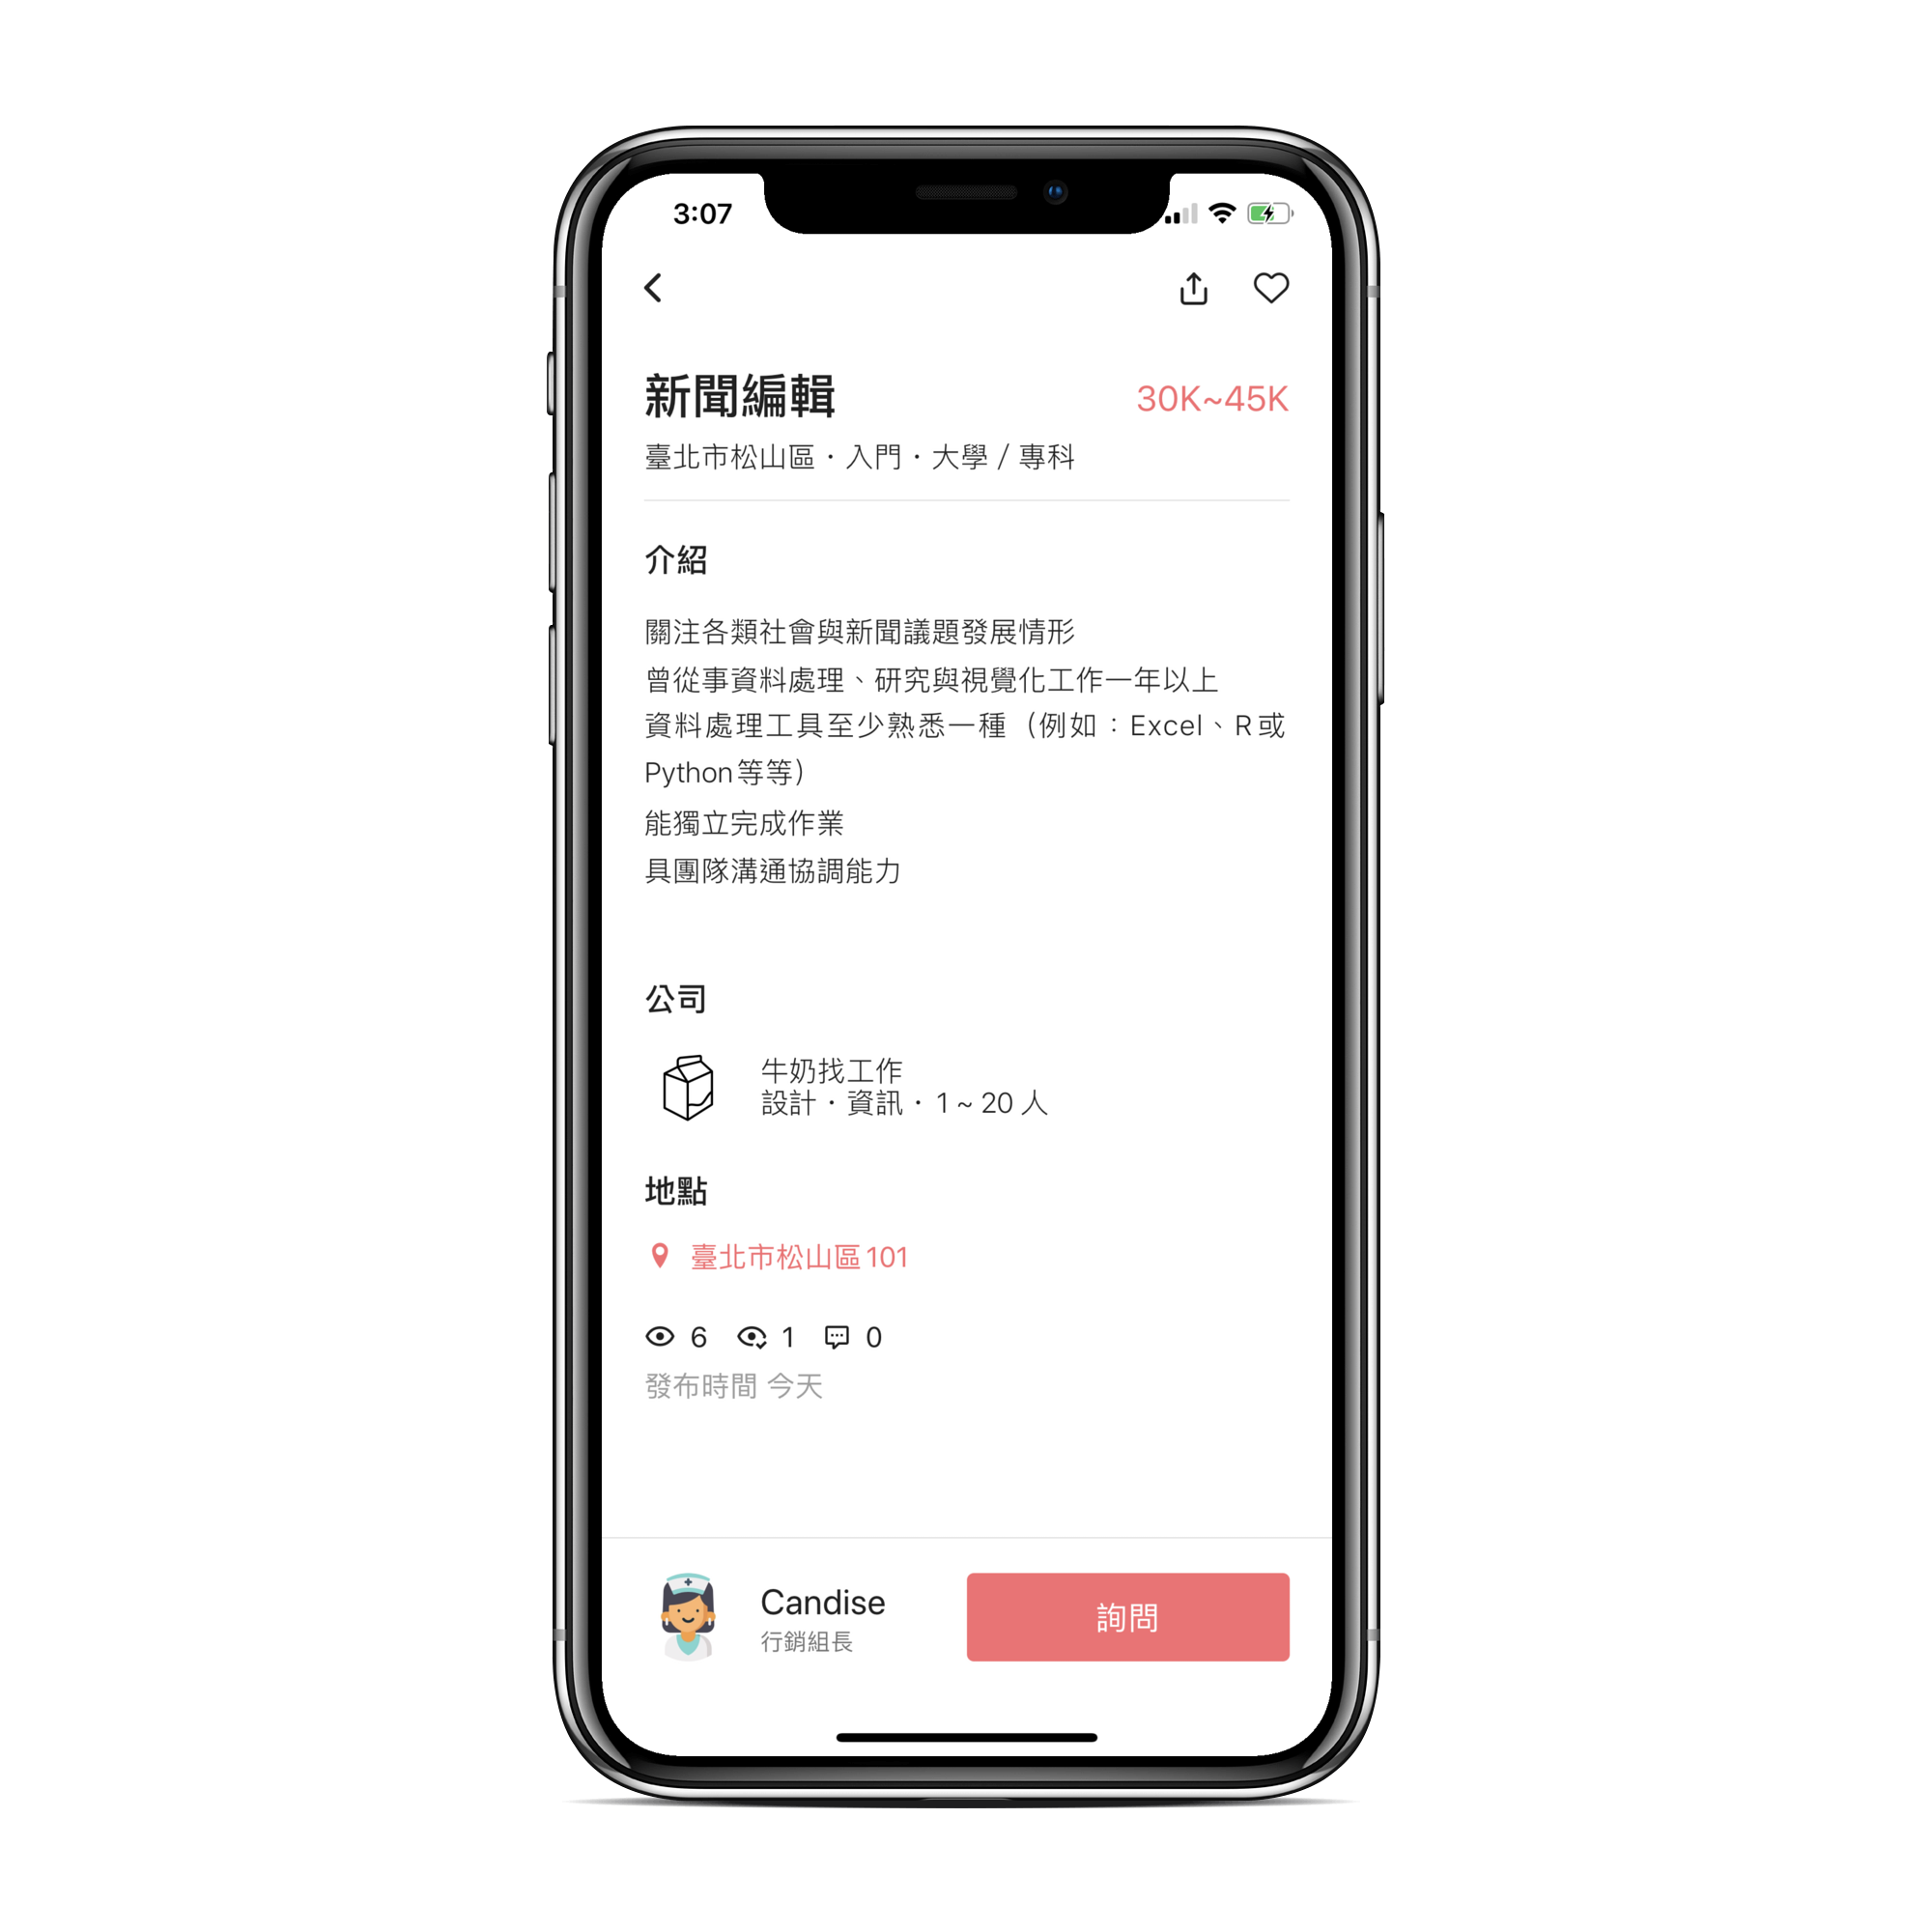 3:07
新聞編輯
30K~45K
臺北市松山區・入門・大學 / 專科
介紹
關注各類社會與新聞議題發展情形
曾從事資料處理、研究與視覺化工作一年以上
資料處理工具至少熟悉一種（例如：Excel、R或
Python等等）
能獨立完成作業
具團隊溝通協調能力
公司
牛奶找工作
設計・資訊・1 ~ 20 人
地點
臺北市松山區101
6 1 0
發布時間 今天
Candise
行銷組長
詢問